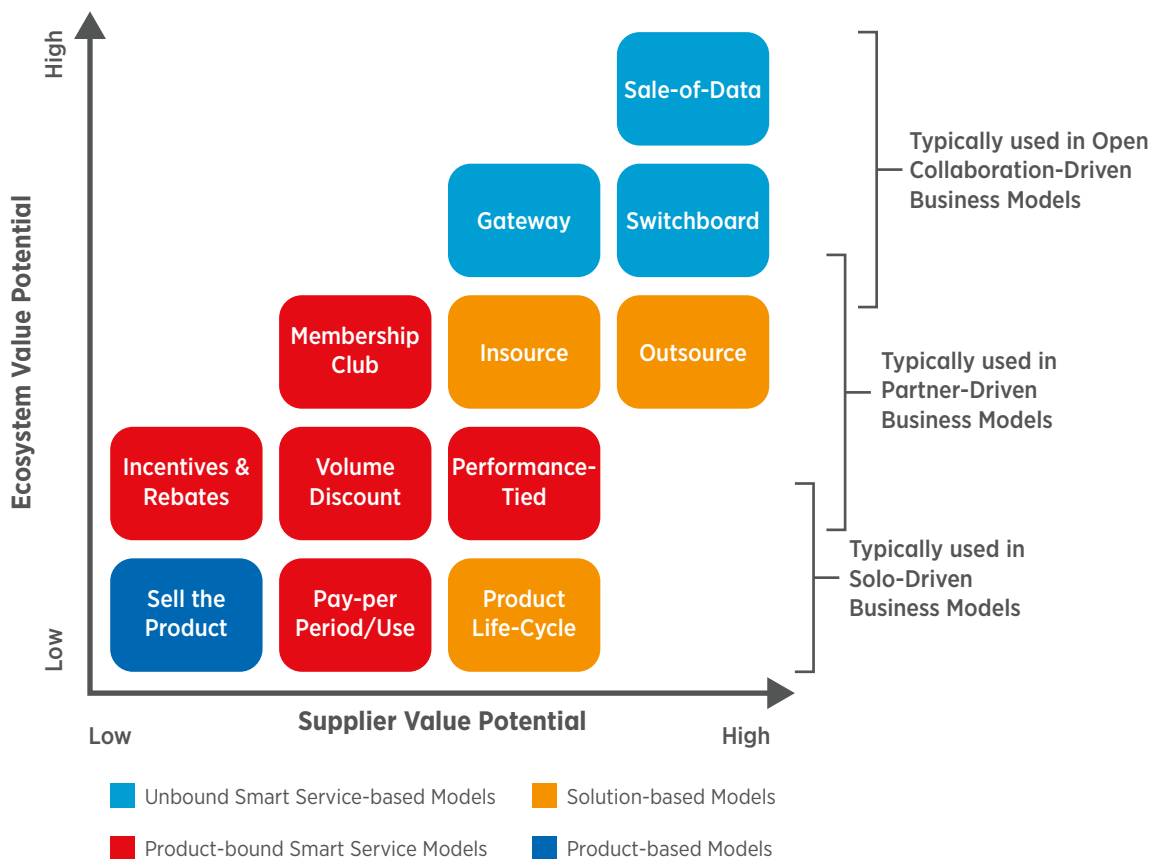 High
Ecosystem Value Potential
Low
Sale-of-Data
Gateway
Switchboard
Membership
Club
Insource
Outsource
Incentives &
Rebates
Volume
Discount
Performance-
Tied
Sell the
Product
Pay-per
Period/Use
Product
Life-Cycle
Typically used in Open
Collaboration-Driven
Business Models
Typically used in
Partner-Driven
Business Models
Typically used in
Solo-Driven
Business Models
Low
Supplier Value Potential
High
Unbound Smart Service-based Models
Solution-based Models
Product-bound Smart Service Models
Product-based Models